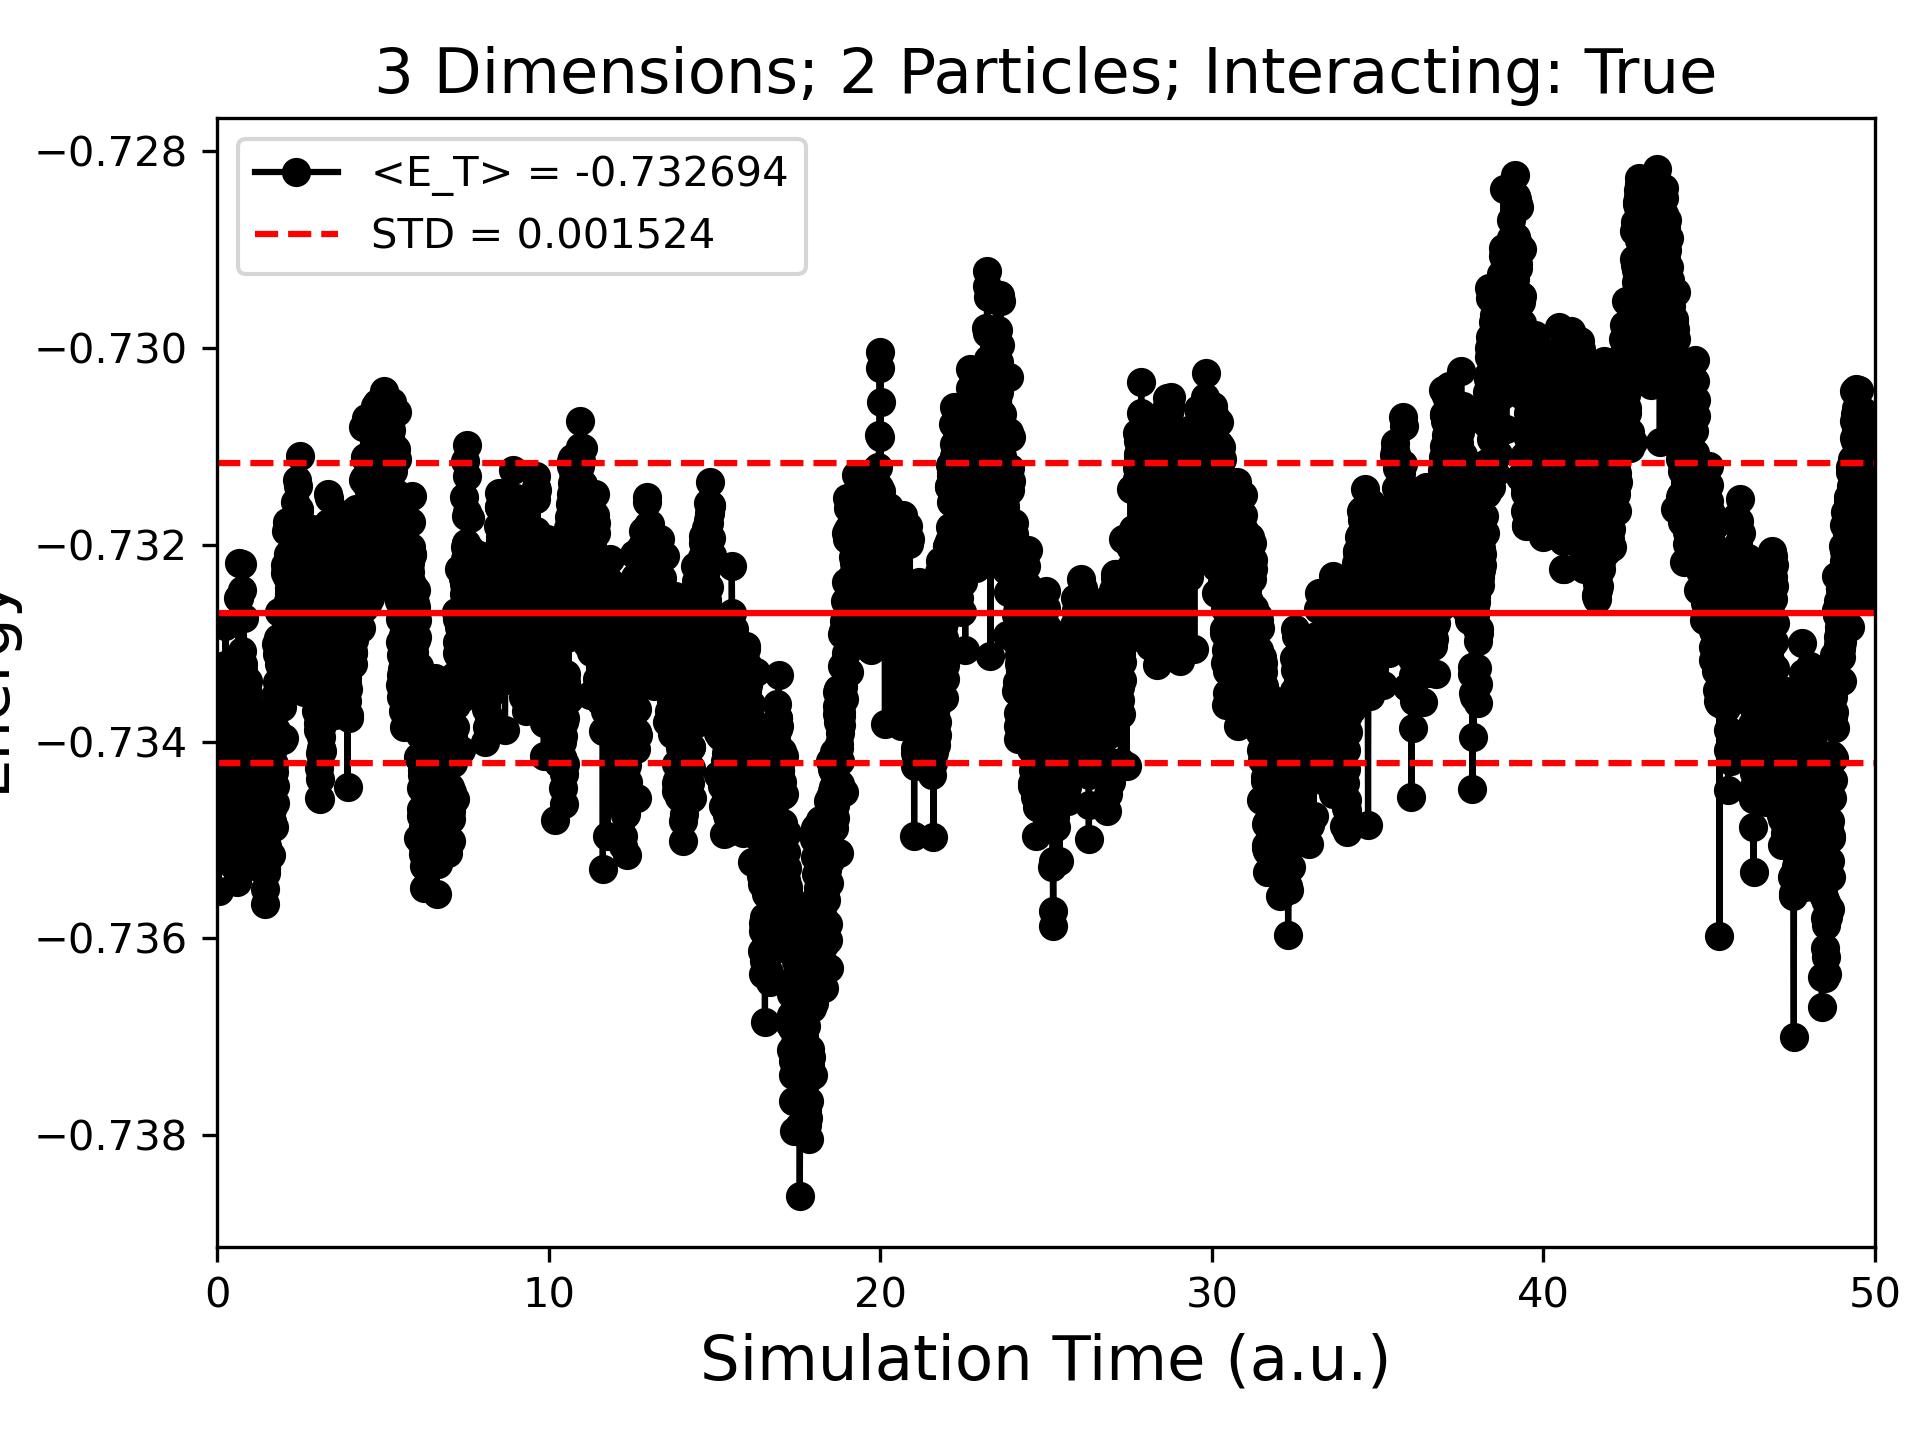 3 Dimensions; 2 Particles; Interacting: True
<E_T> = -0.732694
STD = 0.001524
−0.728
−0.730
−0.732
−0.734
−0.736
−0.738
Energy
0 10 20 30 40 50
Simulation Time (a.u.)